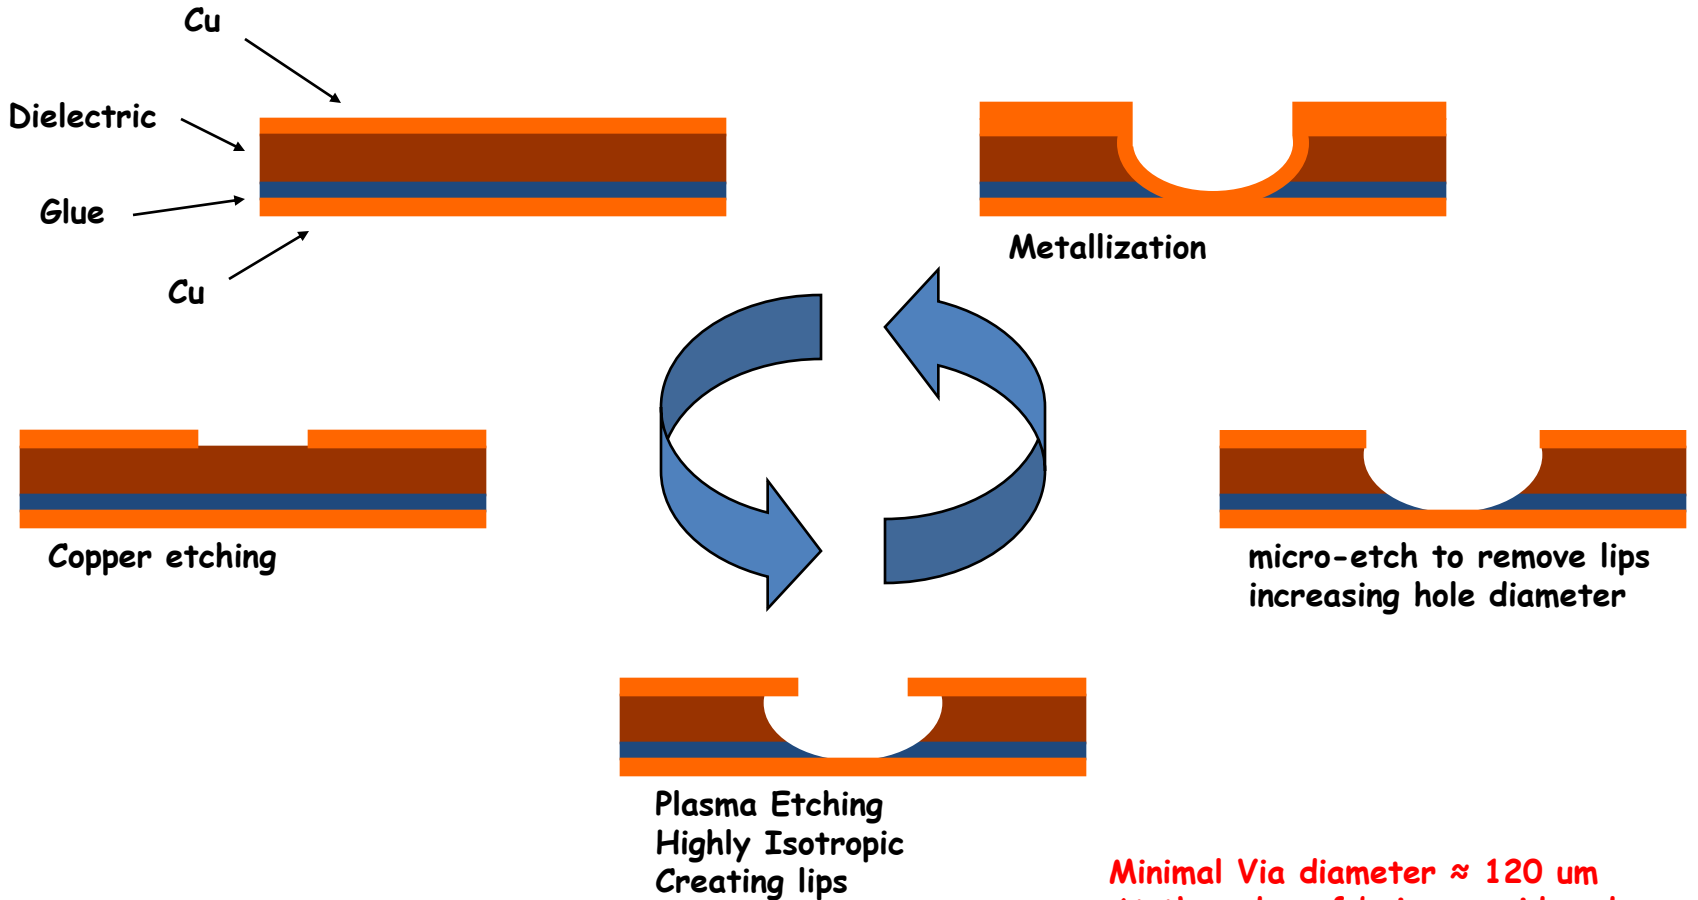 Cu
Dielectric
Glue
Cu
Metallization
Copper etching
micro-etch to remove lips
increasing hole diameter
Plasma Etching
Highly Isotropic
Creating lips
Minimal Via diameter ≈ 120 um